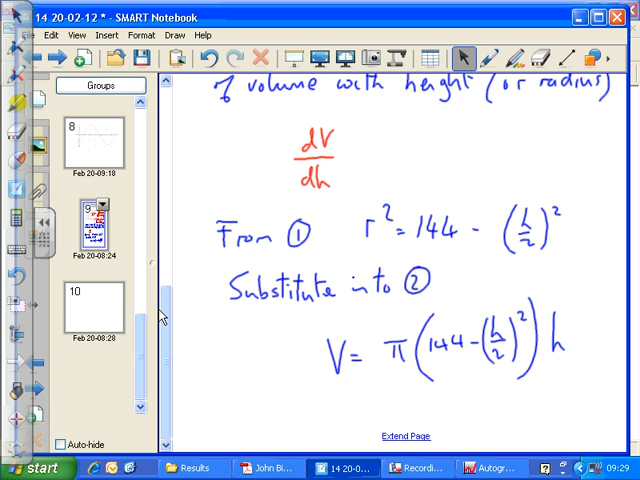 14 20-02-12 * - SMART Notebook
File Edit View Insert Format Draw Help
Groups
8
Feb 20-09:18
9
Feb 20-08:24
10
Feb 20-08:28
Auto-hide
of volume with height (or radius)
dV
dh
From ① r² = 144 - (h/2)²
Substitute into ②
V = π(144 - (h/2)²) h
Extend Page
start
Results
John Bi...
14 20-0...
Recordi...
Autogr...
09:29